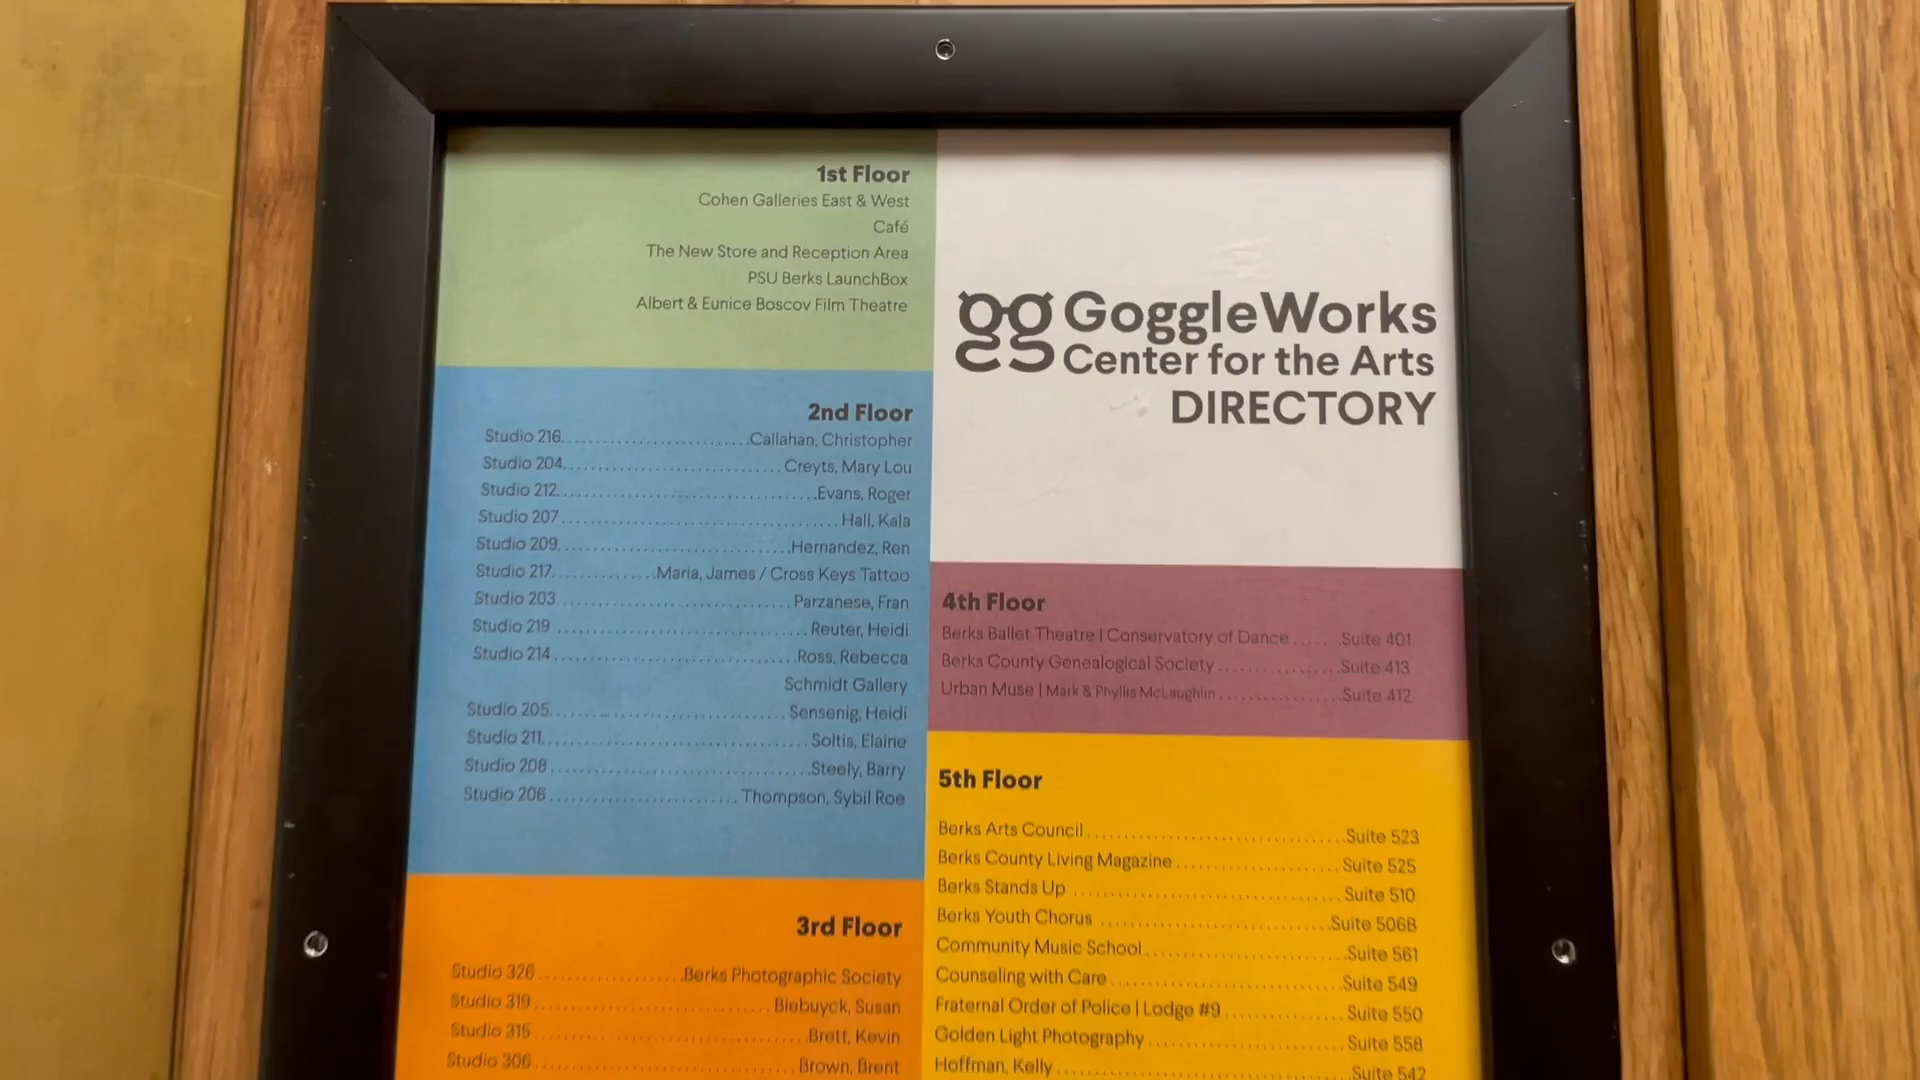 1st Floor
Cohen Galleries East & West
Café
The New Store and Reception Area
PSU Berks LaunchBox
Albert & Eunice Boscov Film Theatre
2nd Floor
Studio 216 Callahan, Christopher
Studio 204 Creyts, Mary Lou
Studio 212 Evans, Roger
Studio 207 Hall, Kala
Studio 209 Hernandez, Ren
Studio 217 Maria, James / Cross Keys Tattoo
Studio 203 Parzanese, Fran
Studio 219 Reuter, Heidi
Studio 214 Ross, Rebecca
Schmidt Gallery
Studio 205 Sensenig, Heidi
Studio 211 Soltis, Elaine
Studio 208 Steely, Barry
Studio 206 Thompson, Sybil Roe
3rd Floor
Studio 326 Berks Photographic Society
Studio 319 Biebuyck, Susan
Studio 315 Brett, Kevin
Studio 306 Brown, Brent
gg GoggleWorks
Center for the Arts
DIRECTORY
4th Floor
Berks Ballet Theatre | Conservatory of Dance Suite 401
Berks County Genealogical Society Suite 413
Urban Muse | Mark & Phyllis McLaughlin Suite 412
5th Floor
Berks Arts Council Suite 523
Berks County Living Magazine Suite 525
Berks Stands Up Suite 510
Berks Youth Chorus Suite 506B
Community Music School Suite 561
Counseling with Care Suite 549
Fraternal Order of Police | Lodge #9 Suite 550
Golden Light Photography Suite 558
Hoffman, Kelly Suite 542